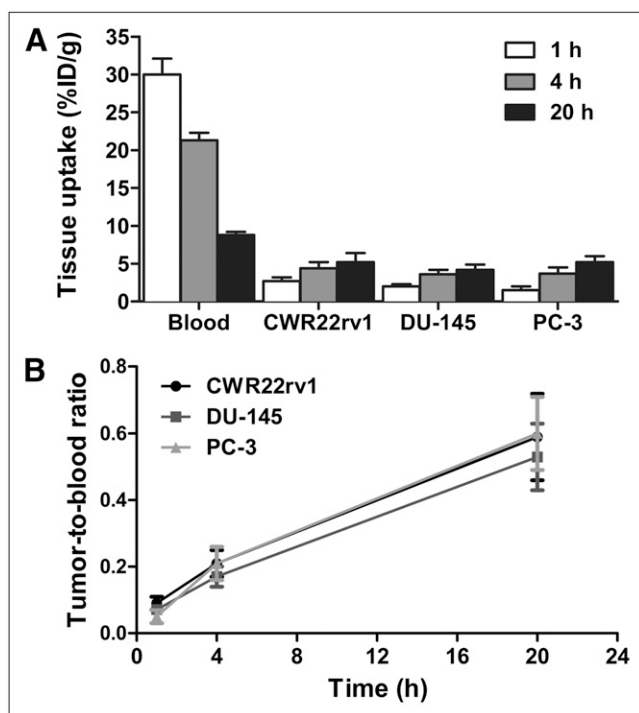 A
Tissue uptake (%ID/g)
35
30
25
20
15
10
5
0
1 h
4 h
20 h
Blood CWR22rv1 DU-145 PC-3
B
Tumor-to-blood ratio
0.8
0.6
0.4
0.2
0.0
CWR22rv1
DU-145
PC-3
0 4 8 12 16 20 24
Time (h)